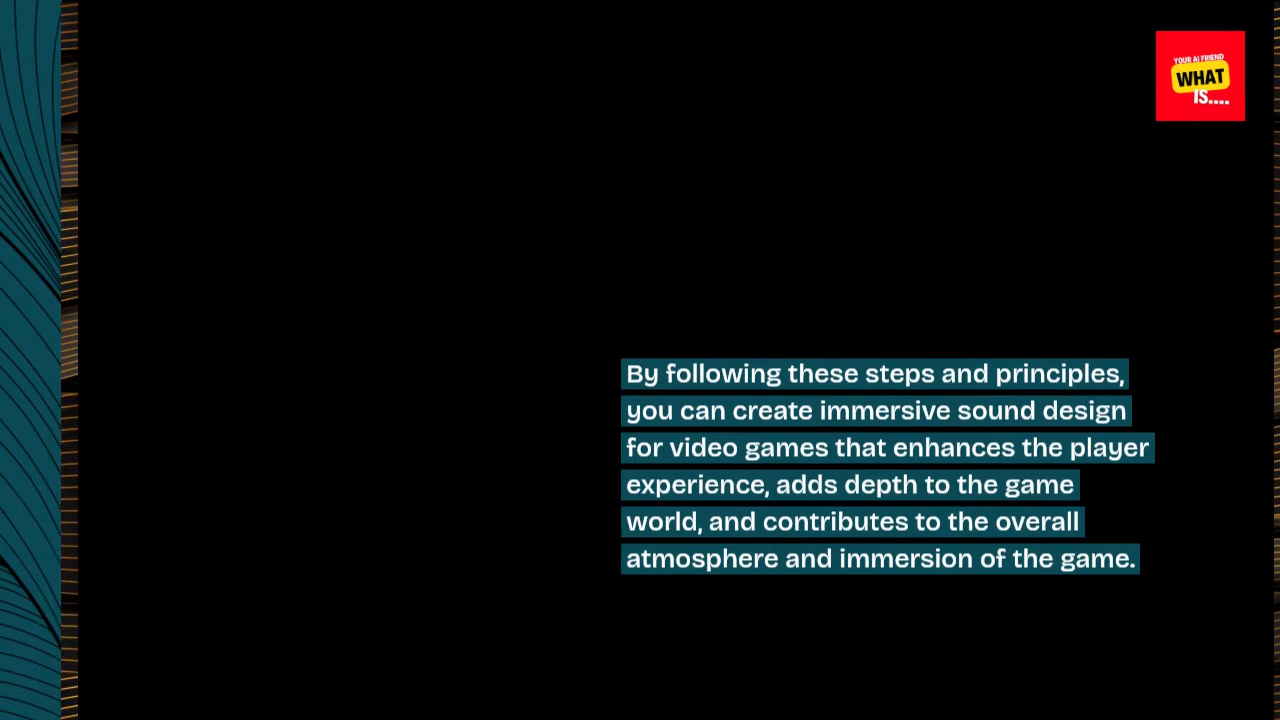 YOUR AI FRIEND
WHAT
IS....
By following these steps and principles,
you can create immersive sound design
for video games that enhances the player
experience, adds depth to the game
world, and contributes to the overall
atmosphere and immersion of the game.